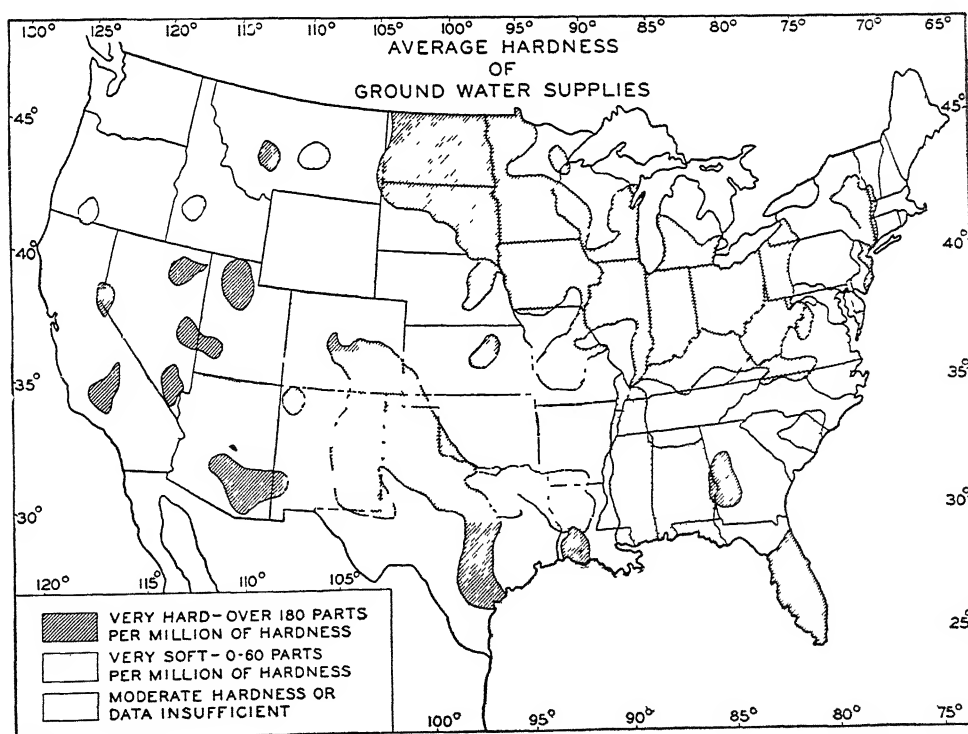 130° 120° 115° 110° 105° 100° 95° 90° 85° 80° 75° 70° 65°
AVERAGE HARDNESS
OF
GROUND WATER SUPPLIES
45° 45°
40° 40°
35° 35°
30° 30°
120° 115° 110° 105°
25°
VERY HARD-OVER 180 PARTS
PER MILLION OF HARDNESS
VERY SOFT-0-60 PARTS
PER MILLION OF HARDNESS
MODERATE HARDNESS OR
DATA INSUFFICIENT
100° 95° 90° 85° 80° 75°